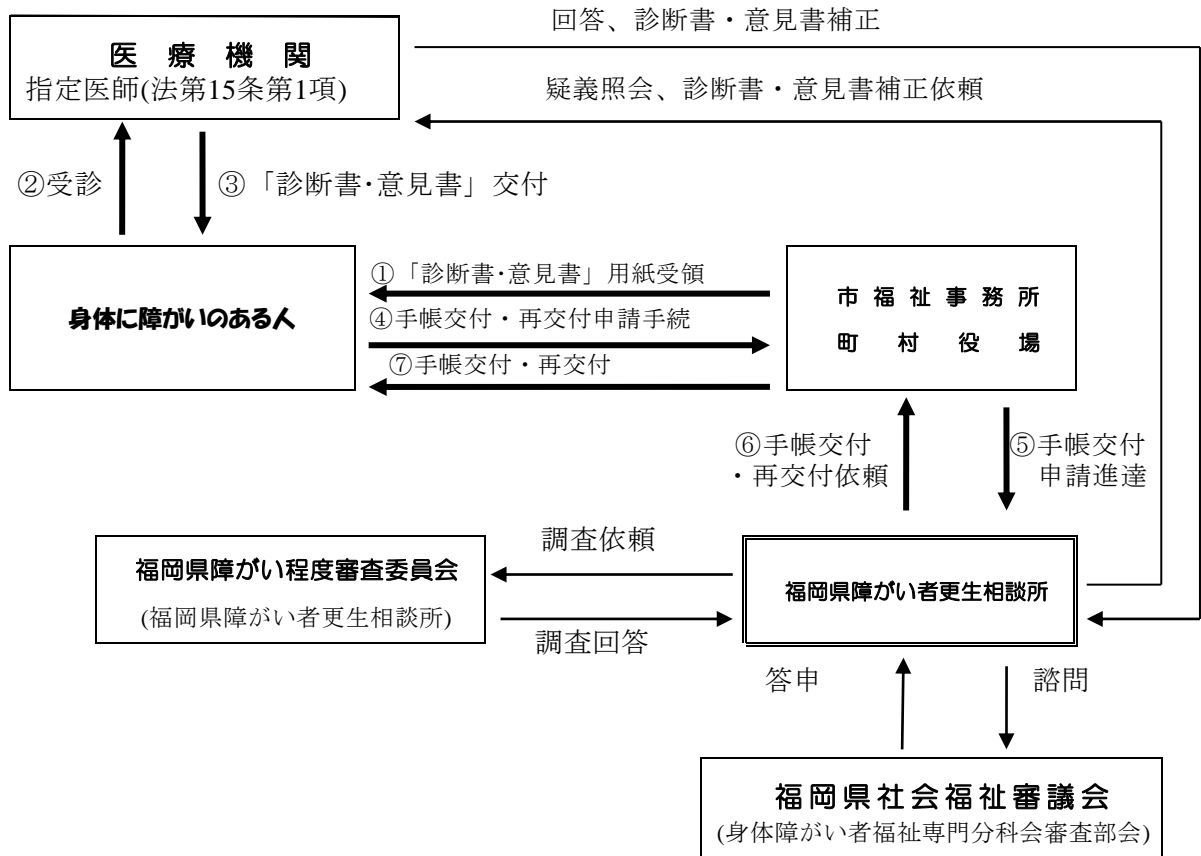 回答、診断書・意見書補正
医療機関
指定医師(法第15条第1項)
疑義照会、診断書・意見書補正依頼
②受診
③「診断書・意見書」交付
①「診断書・意見書」用紙受領
身体に障がいのある人
④手帳交付・再交付申請手続
⑦手帳交付・再交付
市福祉事務所
町村役場
⑥手帳交付
・再交付依頼
⑤手帳交付
申請進達
調査依頼
福岡県障がい程度審査委員会
(福岡県障がい者更生相談所)
調査回答
福岡県障がい者更生相談所
答申
諮問
福岡県社会福祉審議会
(身体障がい者福祉専門分科会審査部会)